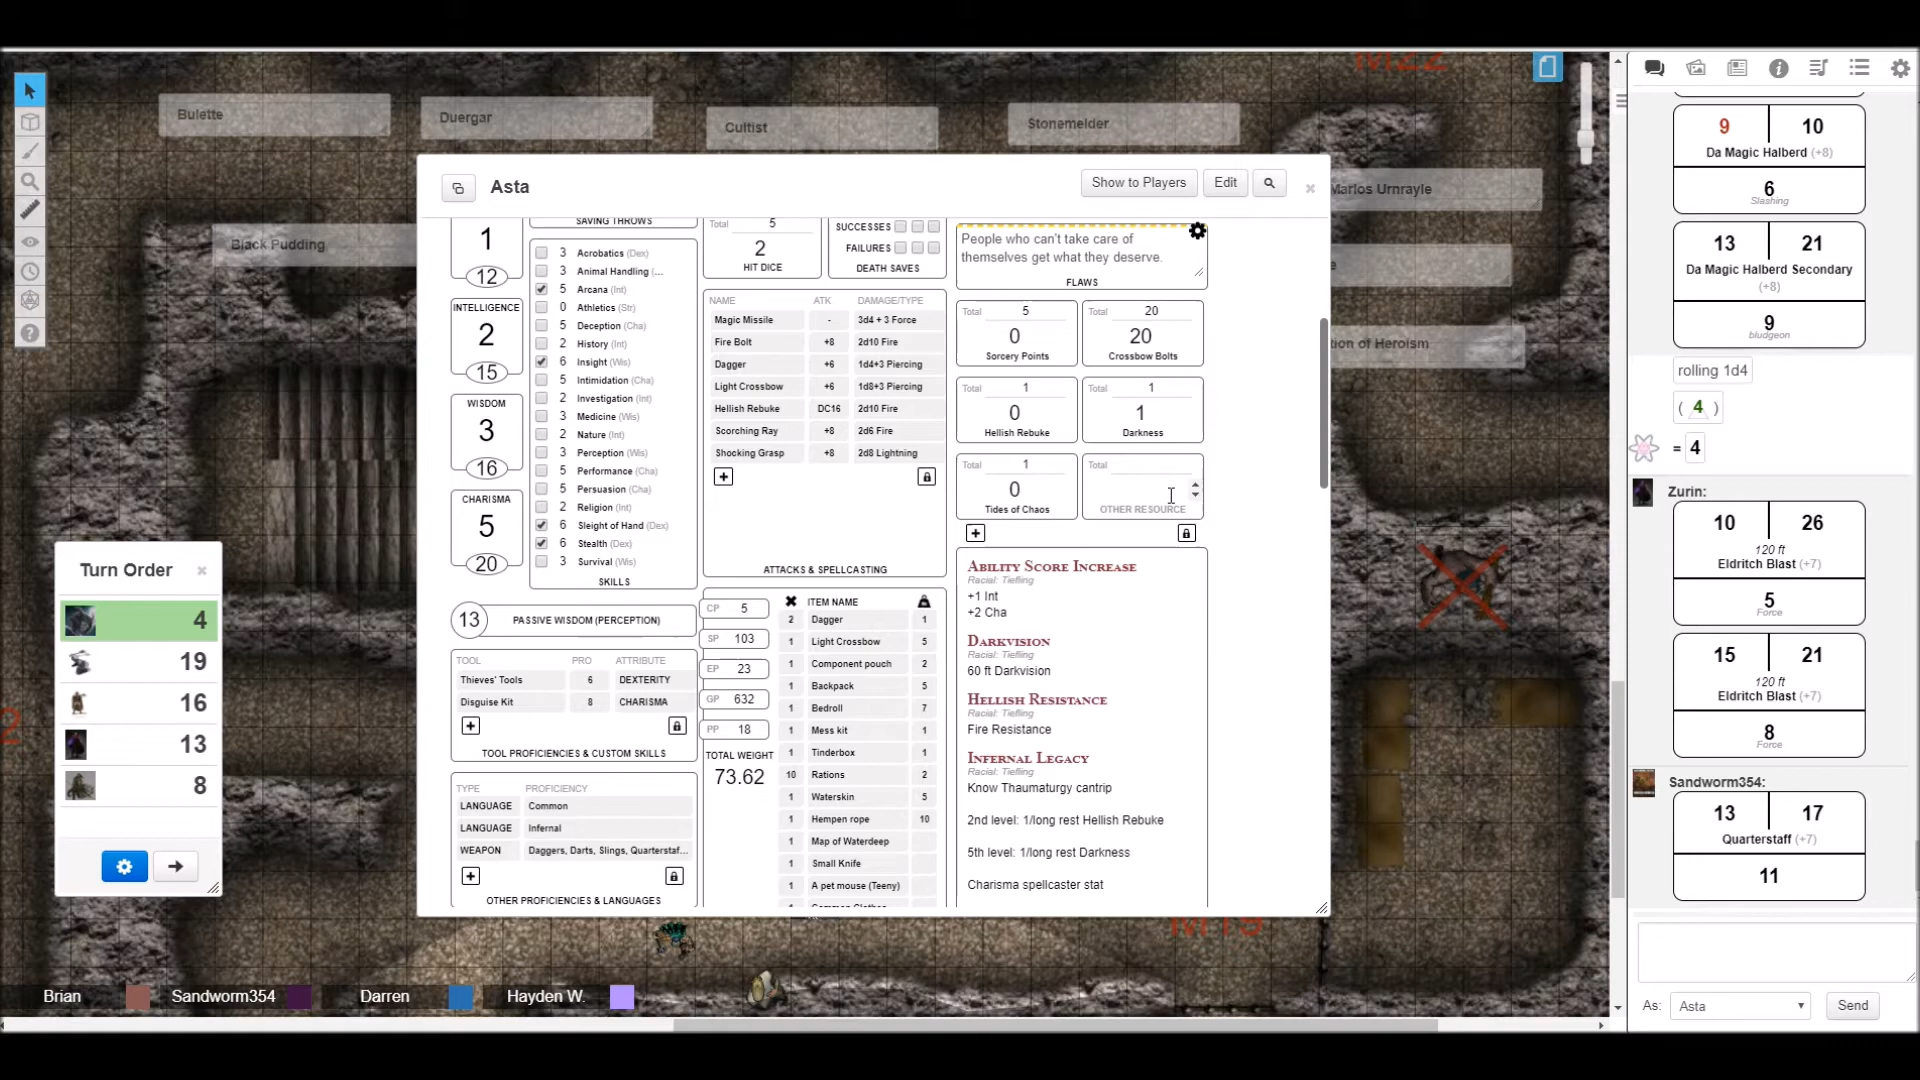 M22
Bulette
Duergar
Cultist
Stonemelder
Marlos Urnrayle
Black Pudding
tion of Heroism
Asta
Show to Players
Edit
1
12
INTELLIGENCE
2
15
WISDOM
3
16
CHARISMA
5
20
SAVING THROWS
3 Acrobatics (Dex)
3 Animal Handling (...
5 Arcana (Int)
0 Athletics (Str)
5 Deception (Cha)
2 History (Int)
6 Insight (Wis)
5 Intimidation (Cha)
2 Investigation (Int)
3 Medicine (Wis)
2 Nature (Int)
3 Perception (Wis)
5 Performance (Cha)
5 Persuasion (Cha)
2 Religion (Int)
6 Sleight of Hand (Dex)
6 Stealth (Dex)
3 Survival (Wis)
SKILLS
Total 5
2
HIT DICE
SUCCESSES
FAILURES
DEATH SAVES
NAME ATK DAMAGE/TYPE
Magic Missile - 3d4 + 3 Force
Fire Bolt +8 2d10 Fire
Dagger +6 1d4+3 Piercing
Light Crossbow +6 1d8+3 Piercing
Hellish Rebuke DC16 2d10 Fire
Scorching Ray +8 2d6 Fire
Shocking Grasp +8 2d8 Lightning
ATTACKS & SPELLCASTING
People who can't take care of
themselves get what they deserve.
FLAWS
Total 5
0
Sorcery Points
Total 20
20
Crossbow Bolts
Total 1
0
Hellish Rebuke
Total 1
1
Darkness
Total 1
0
Tides of Chaos
Total
OTHER RESOURCE
13 PASSIVE WISDOM (PERCEPTION)
TOOL PRO ATTRIBUTE
Thieves' Tools 6 DEXTERITY
Disguise Kit 8 CHARISMA
TOOL PROFICIENCIES & CUSTOM SKILLS
TYPE PROFICIENCY
LANGUAGE Common
LANGUAGE Infernal
WEAPON Daggers, Darts, Slings, Quarterstaf...
OTHER PROFICIENCIES & LANGUAGES
CP 5
SP 103
EP 23
GP 632
PP 18
TOTAL WEIGHT
73.62
ITEM NAME
2 Dagger 1
1 Light Crossbow 5
1 Component pouch 2
1 Backpack 5
1 Bedroll 7
1 Mess kit 1
1 Tinderbox 1
10 Rations 2
1 Waterskin 5
1 Hempen rope 10
1 Map of Waterdeep
1 Small Knife
1 A pet mouse (Teeny)
1 Common Clothes
ABILITY SCORE INCREASE
Racial: Tiefling
+1 Int
+2 Cha
DARKVISION
Racial: Tiefling
60 ft Darkvision
HELLISH RESISTANCE
Racial: Tiefling
Fire Resistance
INFERNAL LEGACY
Racial: Tiefling
Know Thaumaturgy cantrip
2nd level: 1/long rest Hellish Rebuke
5th level: 1/long rest Darkness
Charisma spellcaster stat
Turn Order
4
19
16
13
8
2
M19
Brian
Sandworm354
Darren
Hayden W.
9 10
Da Magic Halberd (+8)
6
Slashing
13 21
Da Magic Halberd Secondary
(+8)
9
bludgeon
rolling 1d4
( 4 )
= 4
Zurin:
10 26
120 ft
Eldritch Blast (+7)
5
Force
15 21
120 ft
Eldritch Blast (+7)
8
Force
Sandworm354:
13 17
Quarterstaff (+7)
11
As: Asta
Send